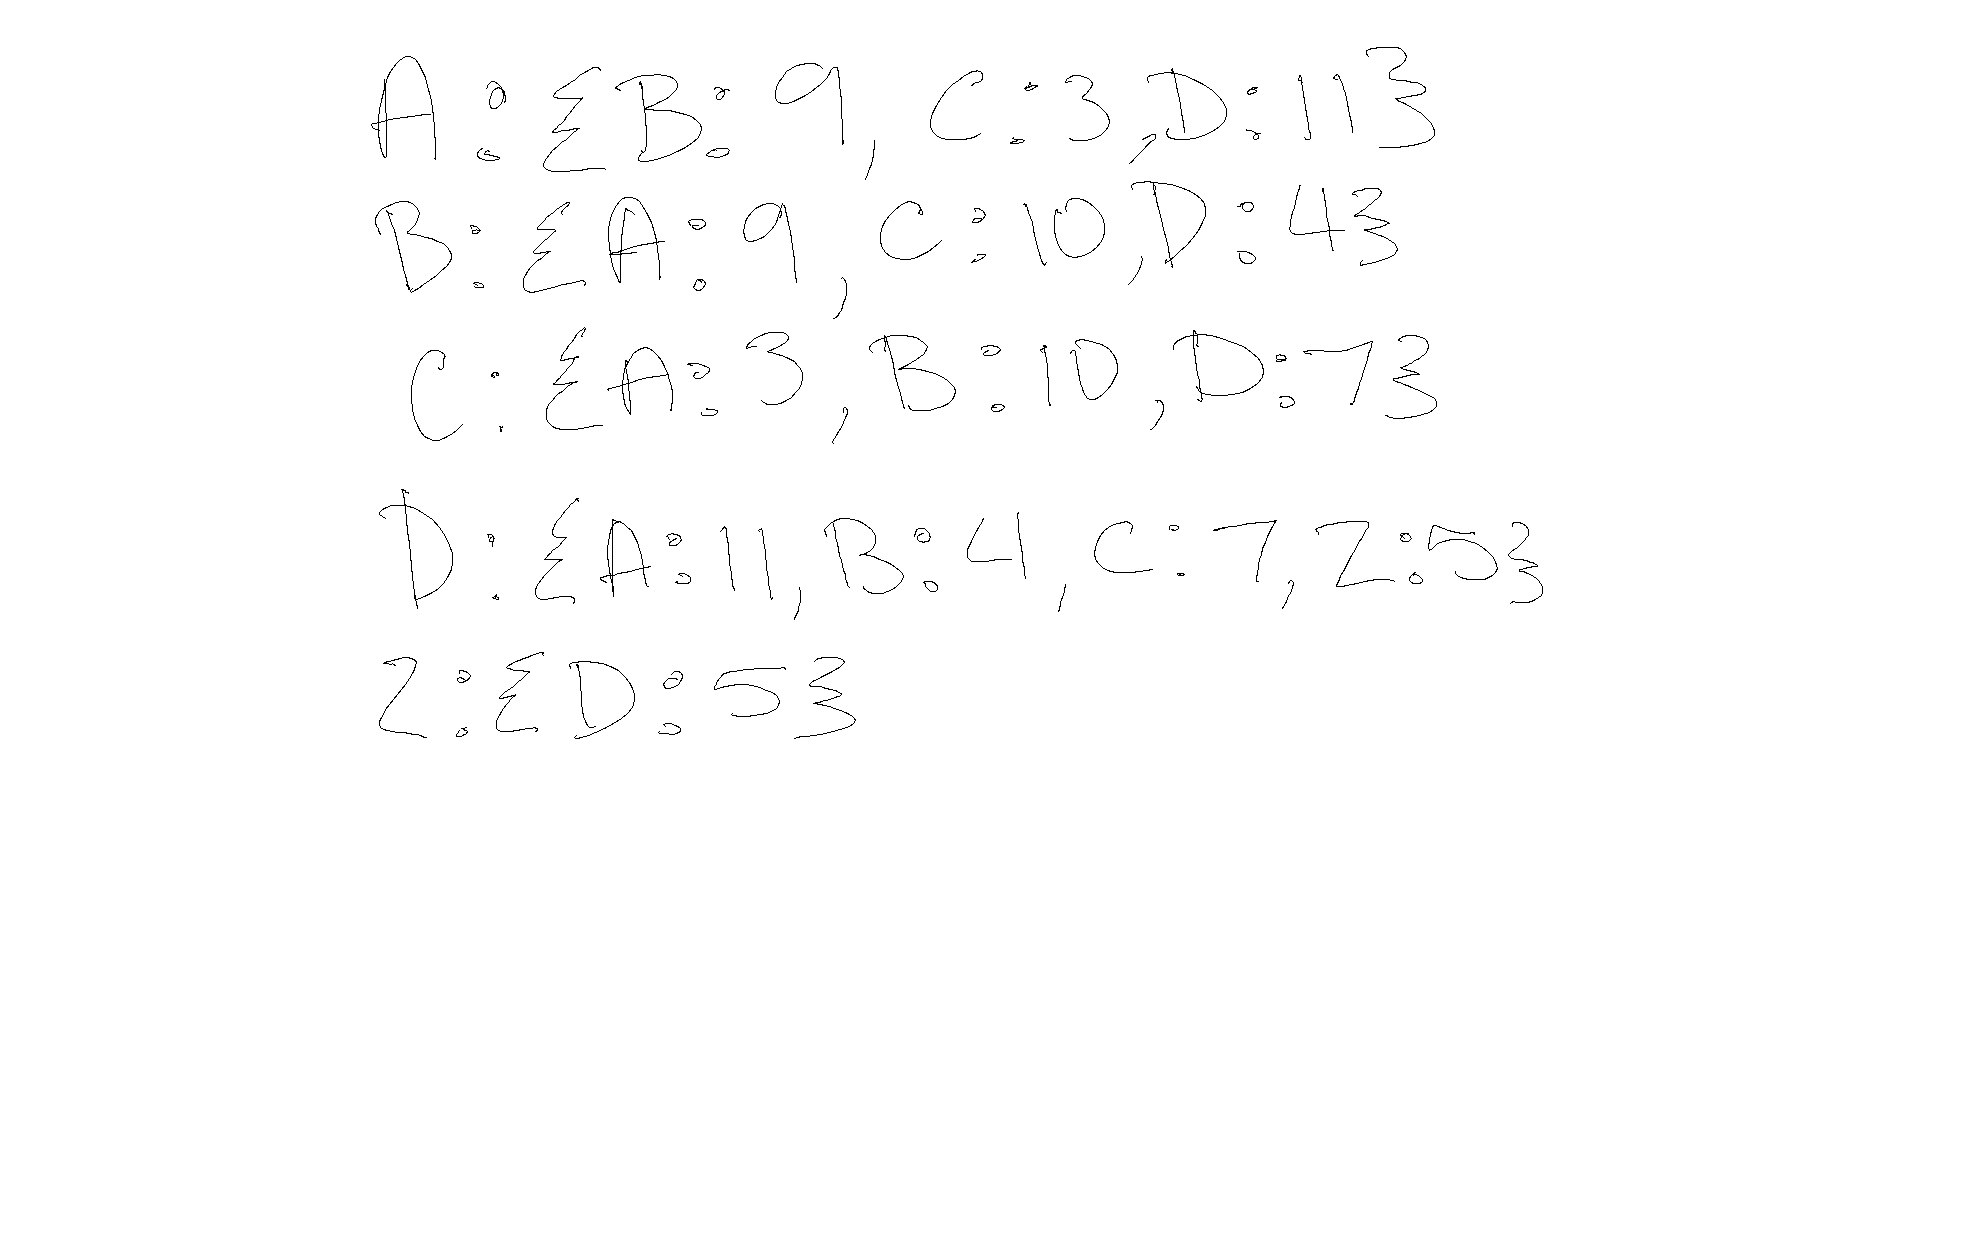 A: {B: 9, C: 3, D: 11}
B: {A: 9, C: 10, D: 4}
C: {A: 3, B: 10, D: 7}
D: {A: 11, B: 4, C: 7, Z: 5}
Z: {D: 5}